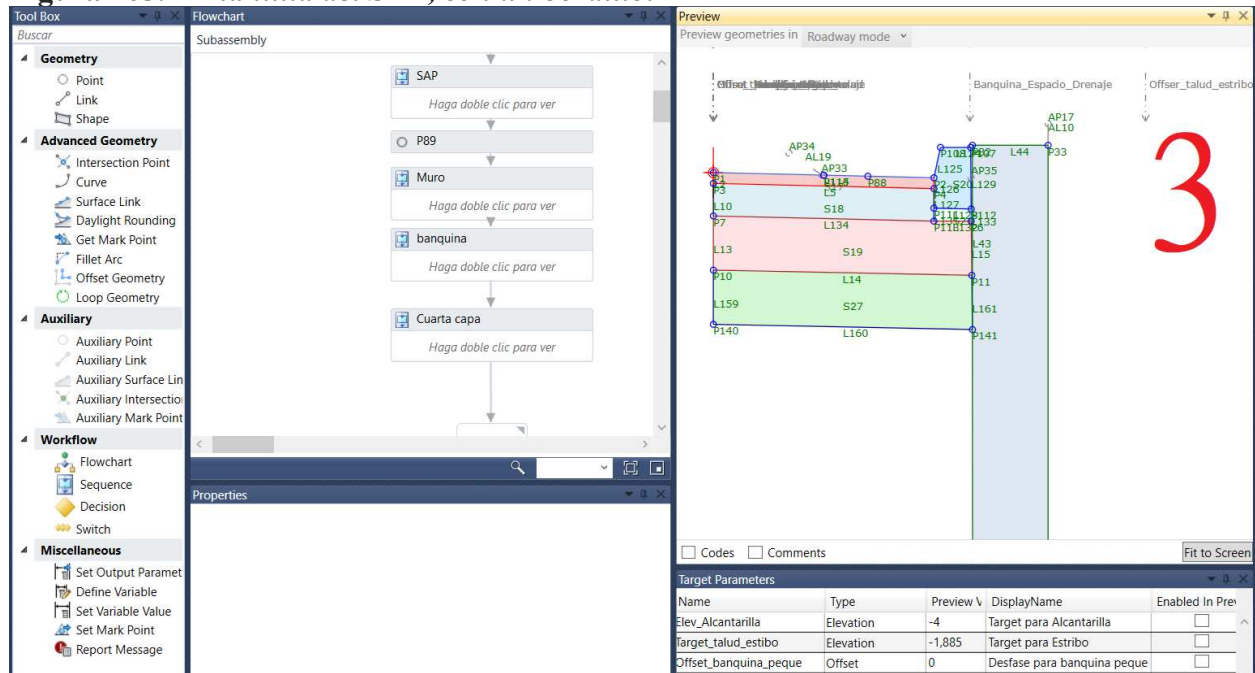 Tool Box
Buscar
Geometry
Point
Link
Shape
Advanced Geometry
Intersection Point
Curve
Surface Link
Daylight Rounding
Get Mark Point
Fillet Arc
Offset Geometry
Loop Geometry
Auxiliary
Auxiliary Point
Auxiliary Link
Auxiliary Surface Lin
Auxiliary Intersectio
Auxiliary Mark Point
Workflow
Flowchart
Sequence
Decision
Switch
Miscellaneous
Set Output Paramet
Define Variable
Set Variable Value
Set Mark Point
Report Message
Flowchart
Subassembly
SAP
Haga doble clic para ver
P89
Muro
Haga doble clic para ver
banquina
Haga doble clic para ver
Cuarta capa
Haga doble clic para ver
Properties
Preview
Preview geometries in Roadway mode
Banquina_Espacio_Drenaje
Offser_talud_estribo
AP17
AL10
AP34
AL19
AP33
L44
P33
P1
P3
P88
L125
AP35
L129
L5
L10
S18
L127
P7
L134
L13
S19
L43
L15
P10
L14
P11
L159
S27
L161
P140
L160
P141
3
Codes
Comments
Fit to Screen
Target Parameters
Name Type Preview V DisplayName Enabled In Prev
Elev_Alcantarilla Elevation -4 Target para Alcantarilla
Target_talud_estibo Elevation -1,885 Target para Estribo
Offset_banquina_peque Offset 0 Desfase para banquina peque